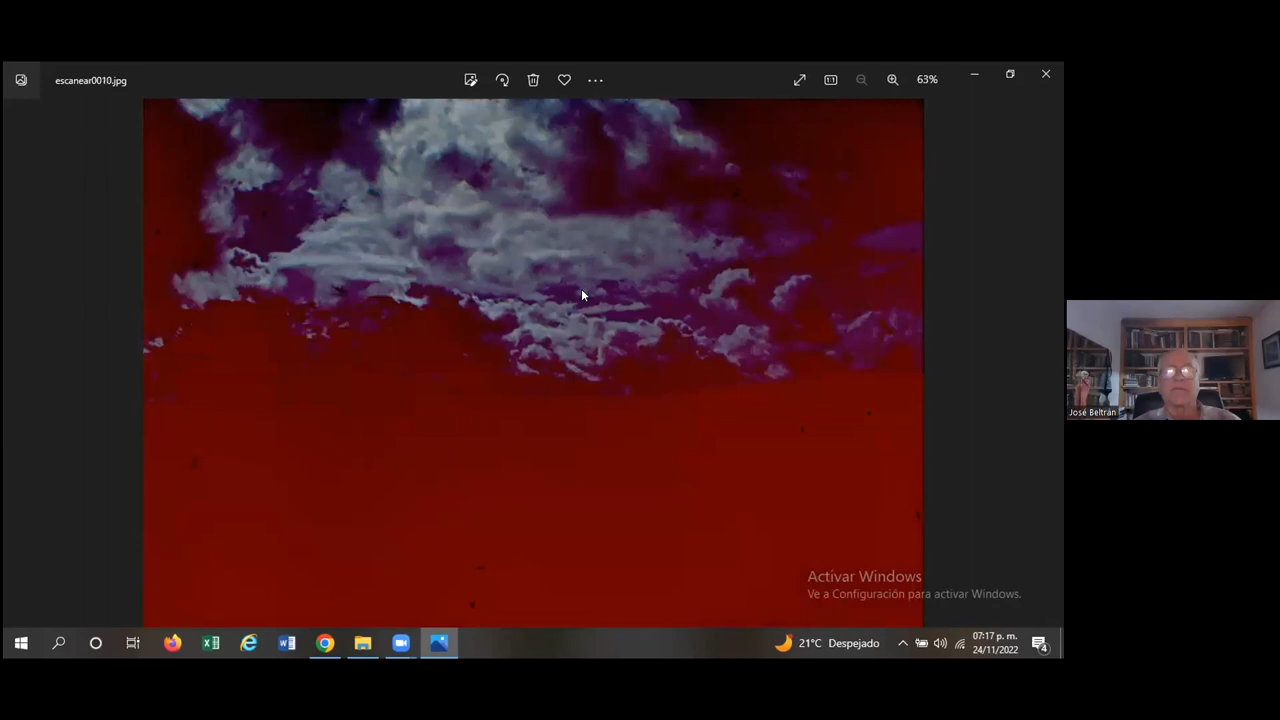 escanear0010.jpg
63%
José Beltrán
Activar Windows
Ve a Configuración para activar Windows.
21°C Despejado
07:17 p. m.
24/11/2022
4